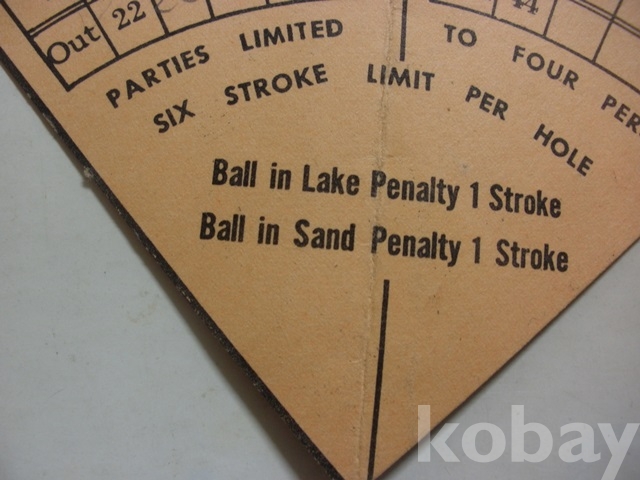 Out 22 44
PARTIES LIMITED TO FOUR PER
SIX STROKE LIMIT PER HOLE
Ball in Lake Penalty 1 Stroke
Ball in Sand Penalty 1 Stroke
kobay